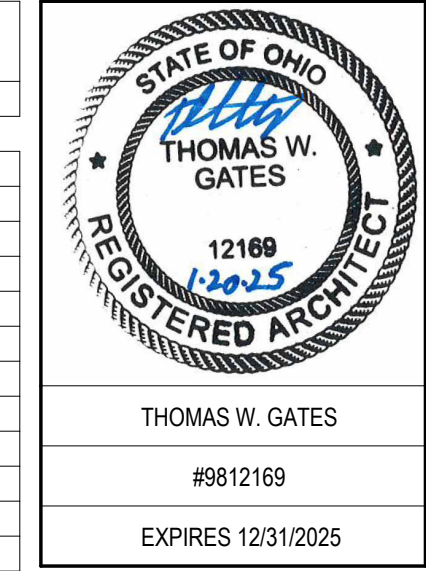 STATE OF OHIO
THOMAS W.
GATES
12169
1-20-25
REGISTERED ARCHITECT
THOMAS W. GATES
#9812169
EXPIRES 12/31/2025